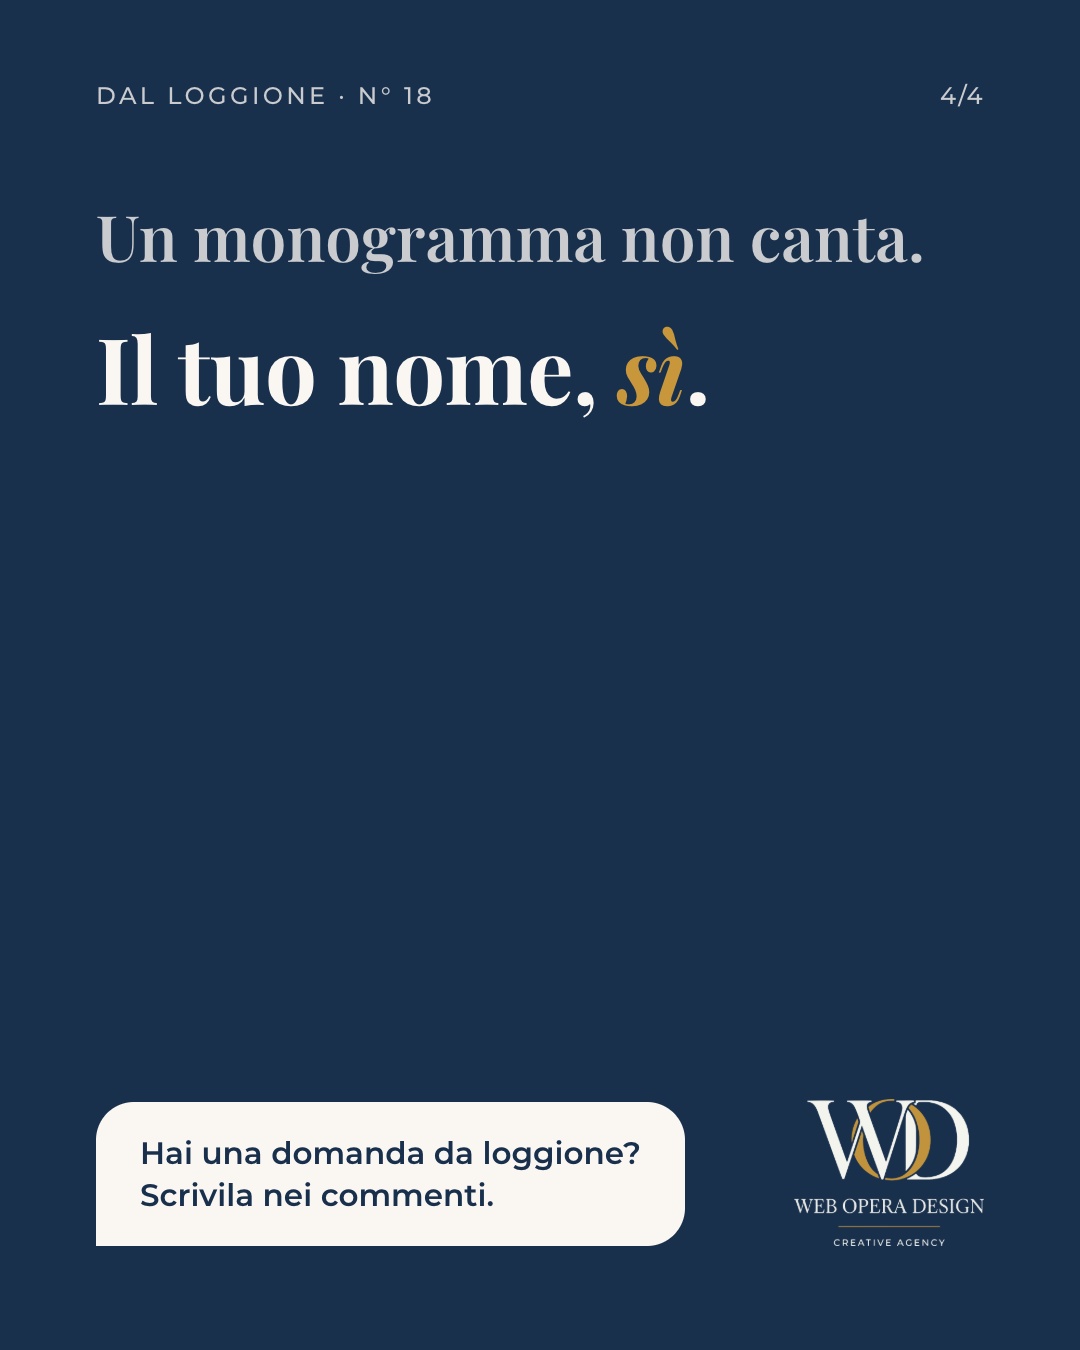 DAL LOGGIONE · N° 18
4/4
Un monogramma non canta.
Il tuo nome, sì.
Hai una domanda da loggione?
Scrivila nei commenti.
WOD
WEB OPERA DESIGN
CREATIVE AGENCY